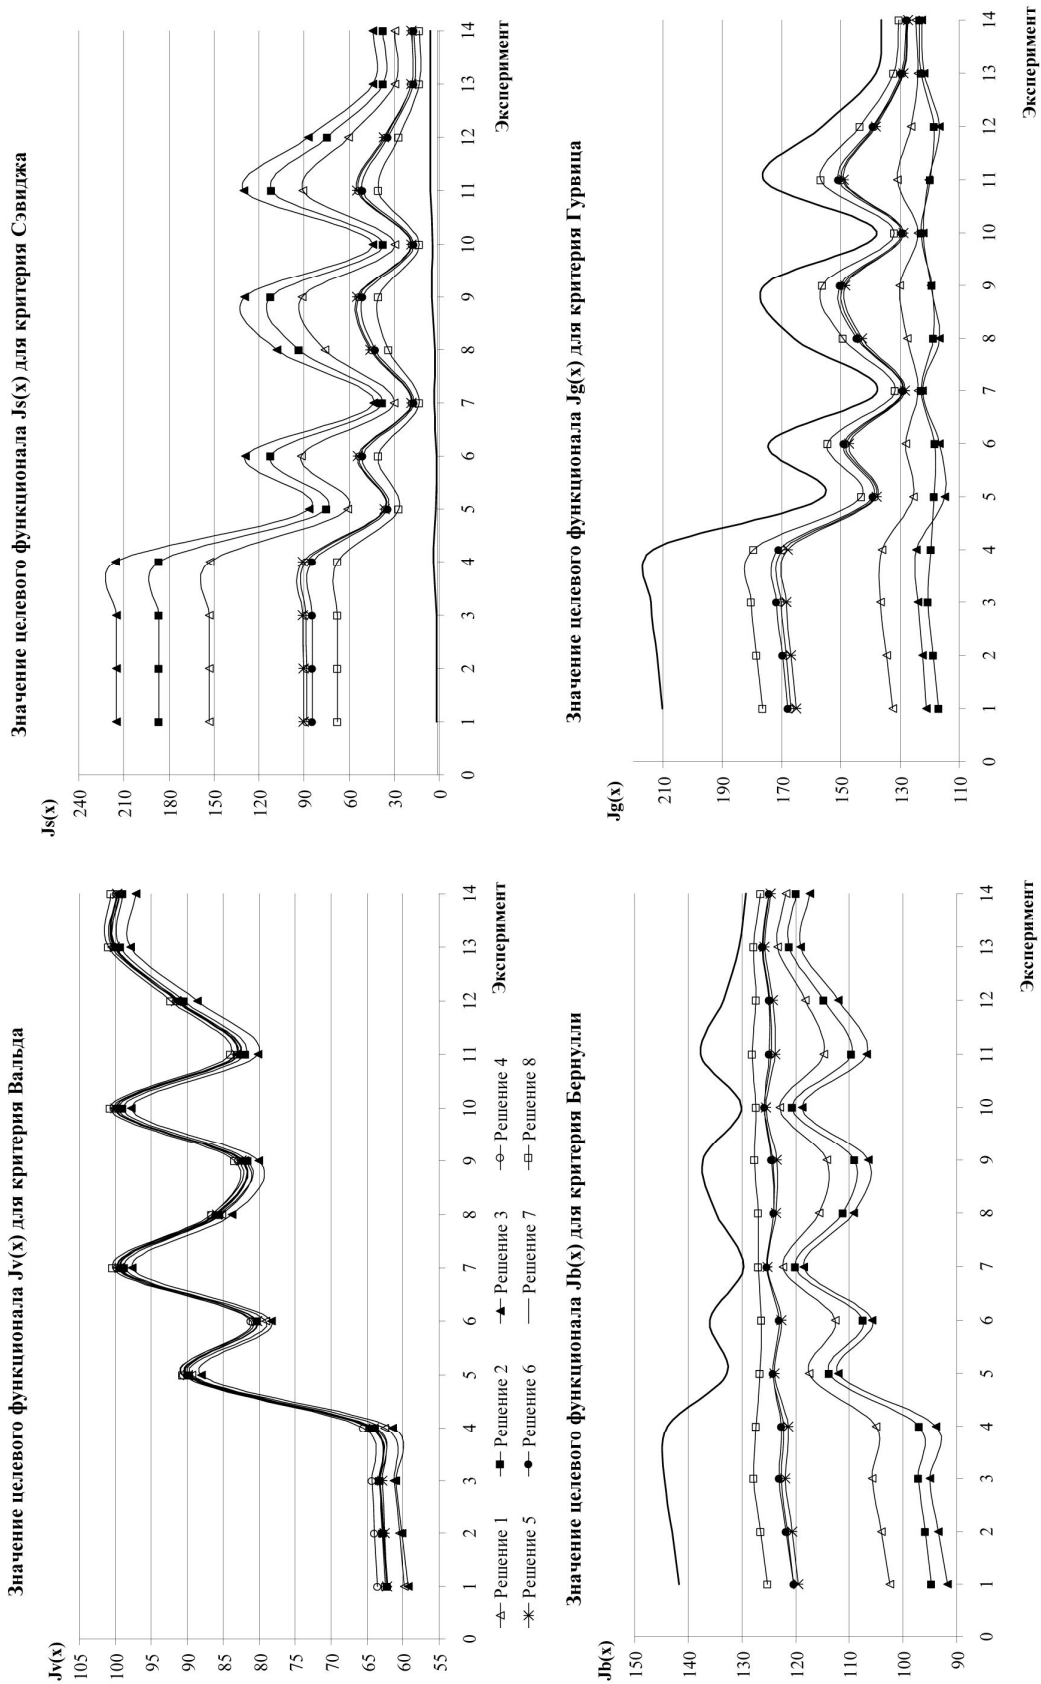 Значение целевого функционала Jv(x) для критерия Вальда
Jv(x)
105
100
95
90
85
80
75
70
65
60
55
0 1 2 3 4 5 6 7 8 9 10 11 12 13 14
Эксперимент
Решение 1
Решение 2
Решение 3
Решение 4
Решение 5
Решение 6
Решение 7
Решение 8
Значение целевого функционала Js(x) для критерия Сэвиджа
Js(x)
240
210
180
150
120
90
60
30
0
0 1 2 3 4 5 6 7 8 9 10 11 12 13 14
Эксперимент
Значение целевого функционала Jb(x) для критерия Бернулли
Jb(x)
150
140
130
120
110
100
90
0 1 2 3 4 5 6 7 8 9 10 11 12 13 14
Эксперимент
Значение целевого функционала Jg(x) для критерия Гурвица
Jg(x)
210
190
170
150
130
110
0 1 2 3 4 5 6 7 8 9 10 11 12 13 14
Эксперимент